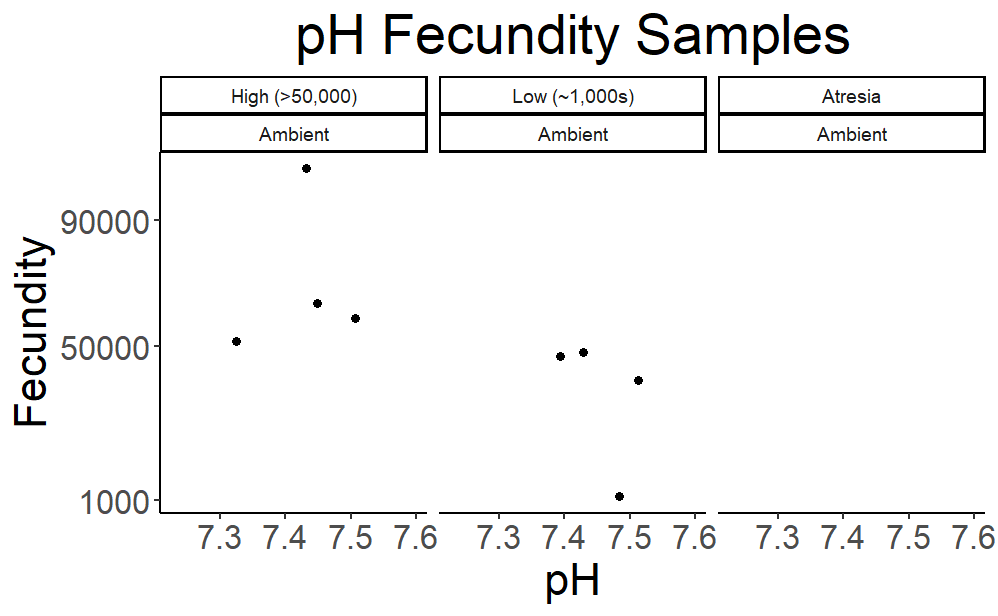 pH Fecundity Samples
High (>50,000) Low (~1,000s) Atresia
Ambient Ambient Ambient
90000
50000
1000
Fecundity
7.3 7.4 7.5 7.6 7.3 7.4 7.5 7.6 7.3 7.4 7.5 7.6
pH